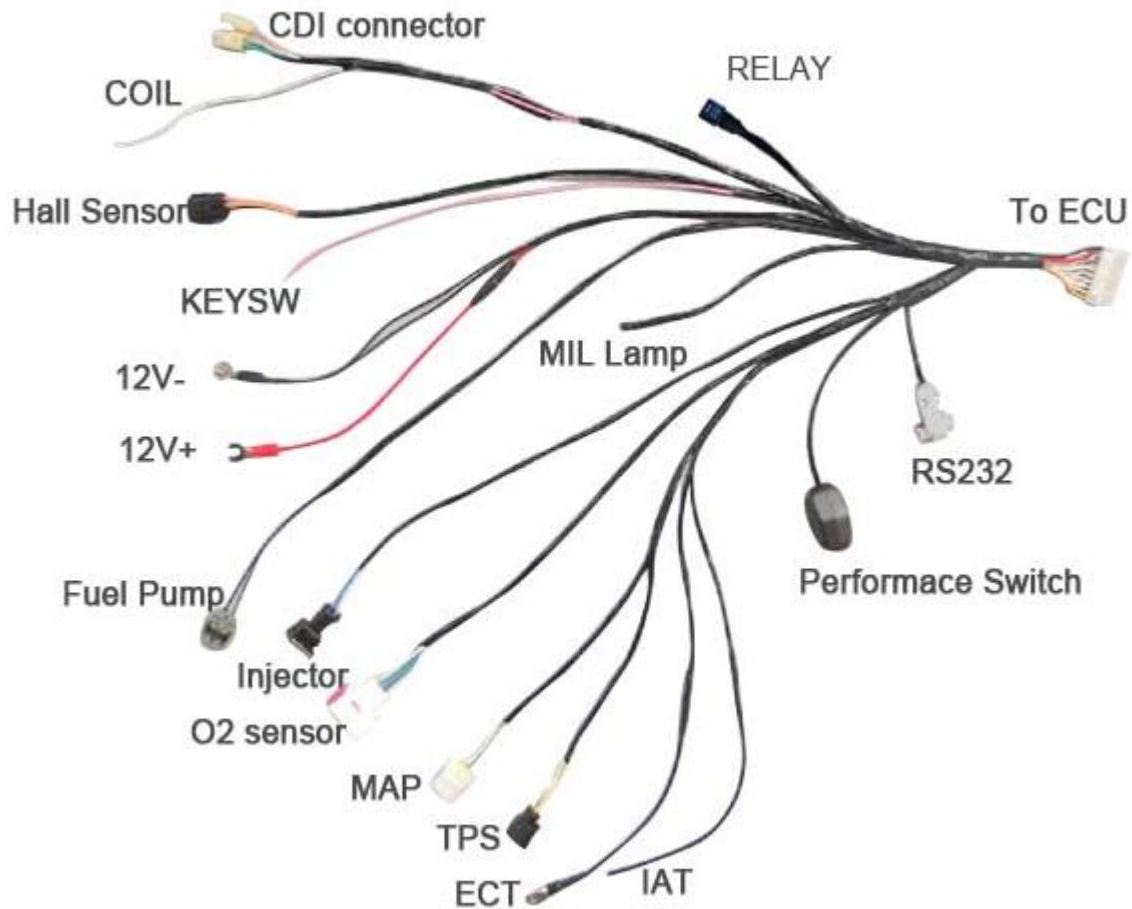 CDI connector
RELAY
COIL
Hall Sensor
To ECU
KEYSW
MIL Lamp
12V-
12V+
RS232
Fuel Pump
Performace Switch
Injector
O2 sensor
MAP
TPS
ECT
IAT